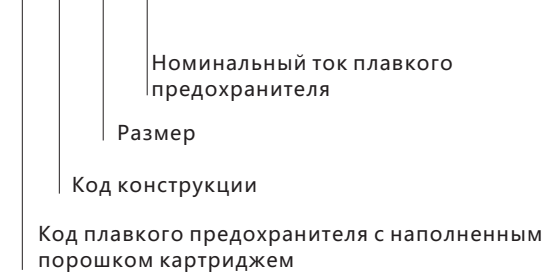 Номинальный ток плавкого
предохранителя
Размер
Код конструкции
Код плавкого предохранителя с наполненным
порошком картриджем